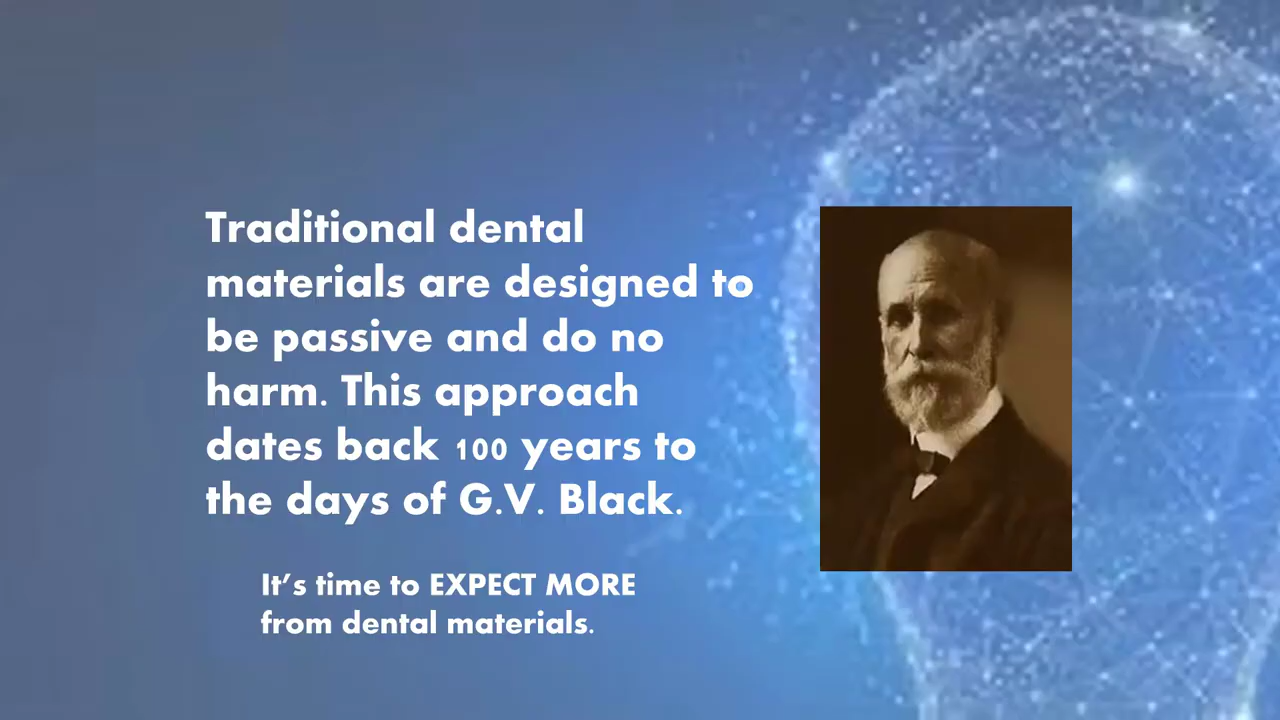 Traditional dental
materials are designed to
be passive and do no
harm. This approach
dates back 100 years to
the days of G.V. Black.
It’s time to EXPECT MORE
from dental materials.